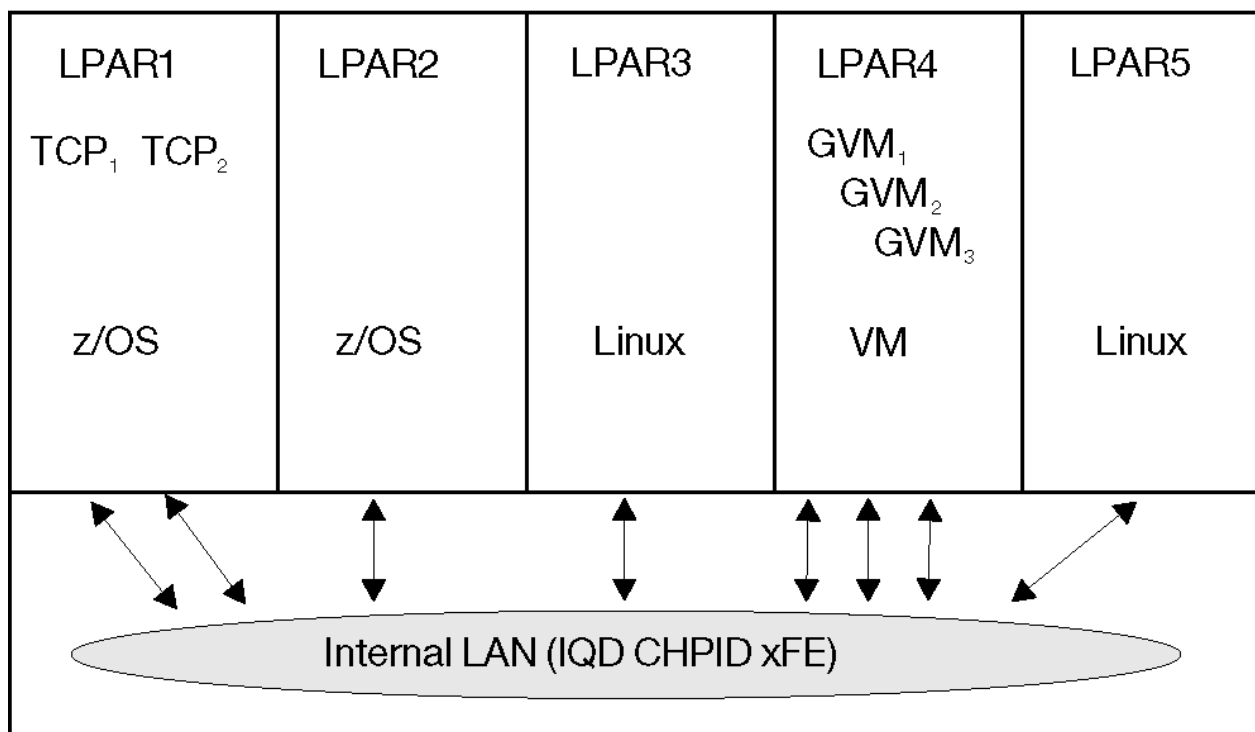 LPAR1 LPAR2 LPAR3 LPAR4 LPAR5
TCP₁ TCP₂ GVM₁
GVM₂
GVM₃
z/OS z/OS Linux VM Linux
Internal LAN (IQD CHPID xFE)